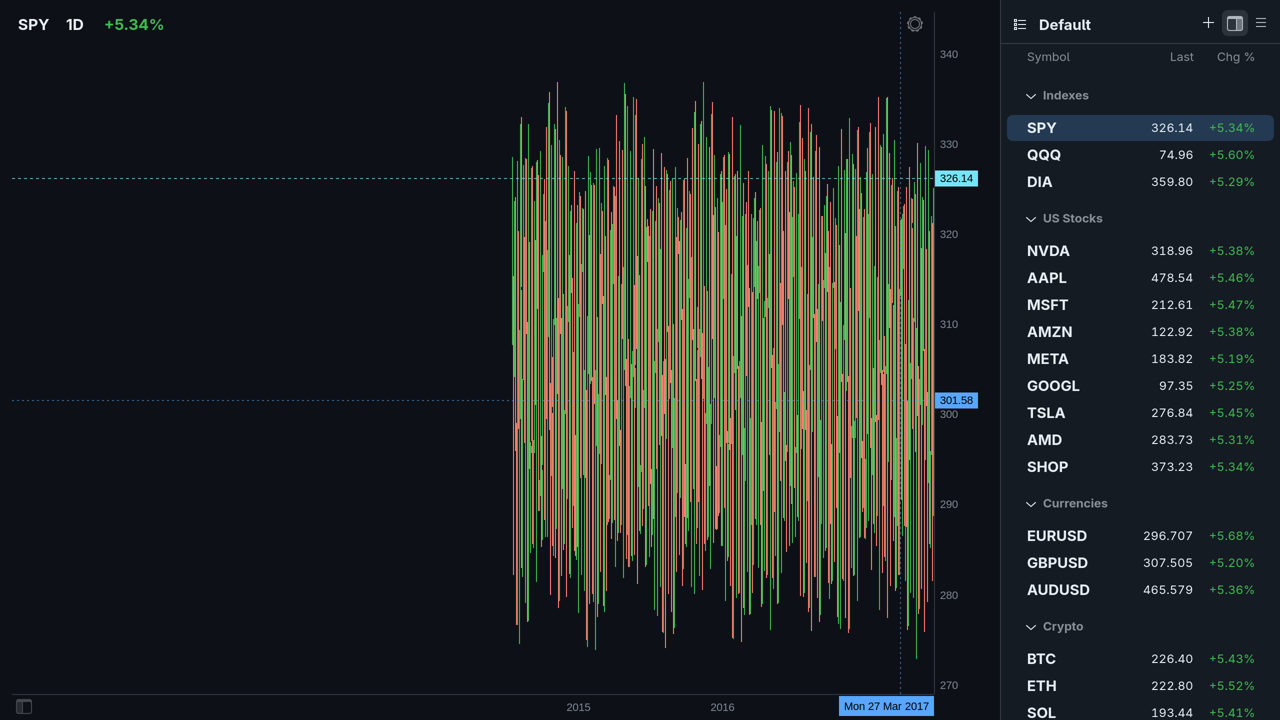 SPY 1D +5.34%
340
330
326.14
320
310
301.58
300
290
280
270
2015 2016 Mon 27 Mar 2017
Default
Symbol Last Chg %
Indexes
SPY 326.14 +5.34%
QQQ 74.96 +5.60%
DIA 359.80 +5.29%
US Stocks
NVDA 318.96 +5.38%
AAPL 478.54 +5.46%
MSFT 212.61 +5.47%
AMZN 122.92 +5.38%
META 183.82 +5.19%
GOOGL 97.35 +5.25%
TSLA 276.84 +5.45%
AMD 283.73 +5.31%
SHOP 373.23 +5.34%
Currencies
EURUSD 296.707 +5.68%
GBPUSD 307.505 +5.20%
AUDUSD 465.579 +5.36%
Crypto
BTC 226.40 +5.43%
ETH 222.80 +5.52%
SOL 193.44 +5.41%